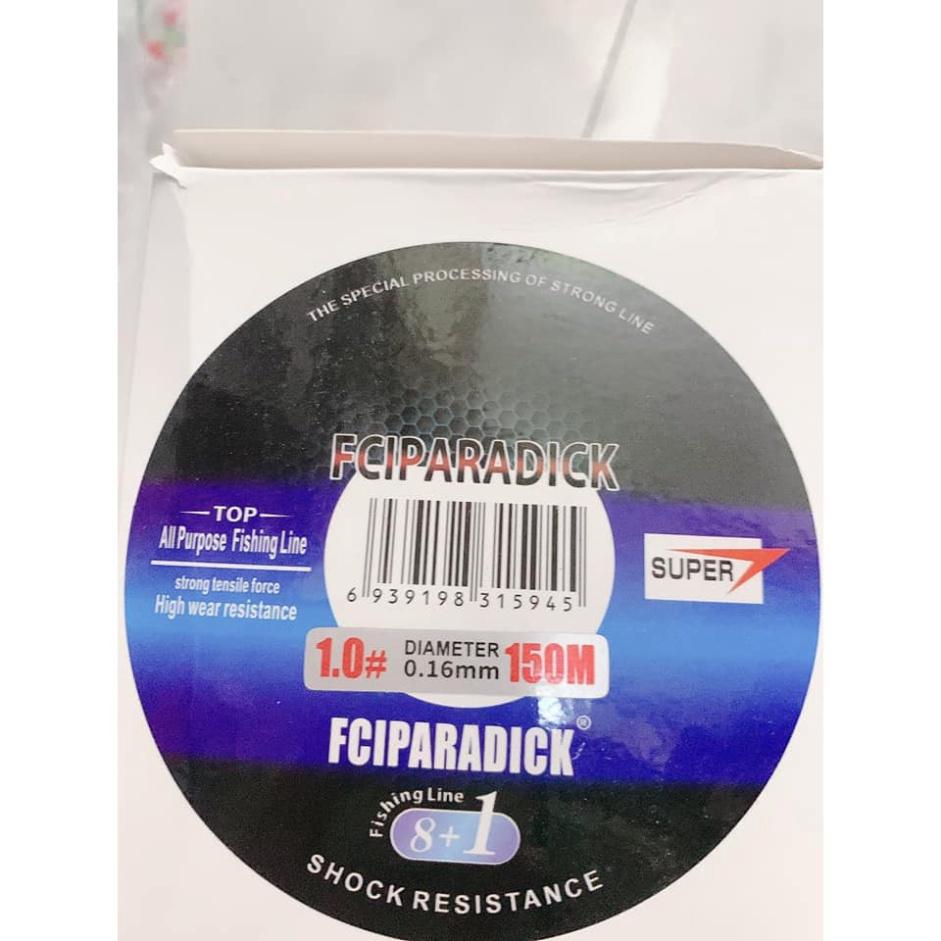 THE SPECIAL PROCESSING OF STRONG LINE
FCIPARADICK
TOP
All Purpose Fishing Line
strong tensile force
High wear resistance
6 939198 315945
SUPER
1.0# DIAMETER 0.16mm 150M
FCIPARADICK®
Fishing Line
8+1
SHOCK RESISTANCE